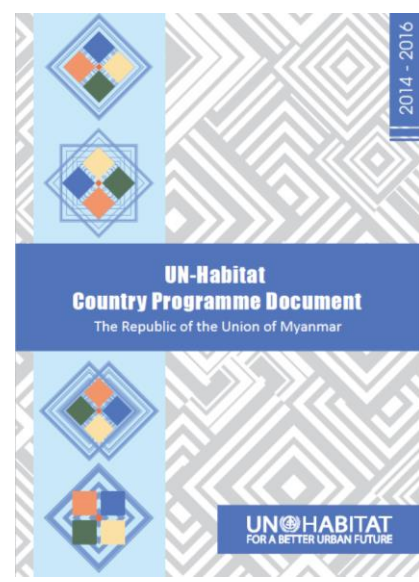 2014 - 2016
UN-Habitat
Country Programme Document
The Republic of the Union of Myanmar
UN HABITAT
FOR A BETTER URBAN FUTURE